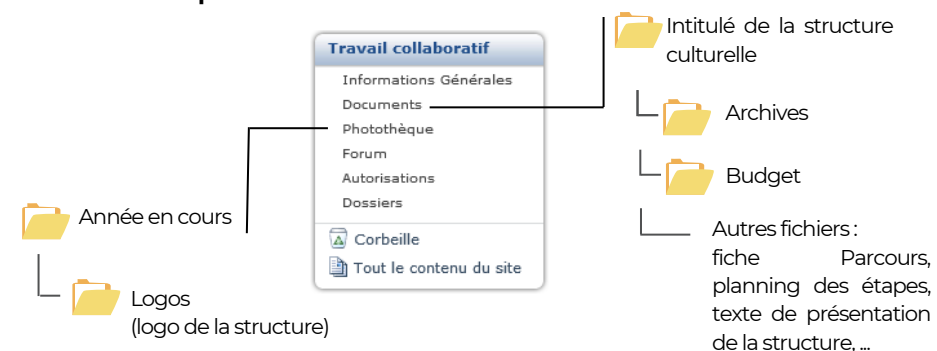 Travail collaboratif
Informations Générales
Documents
Photothèque
Forum
Autorisations
Dossiers
Corbeille
Tout le contenu du site
Année en cours
Logos
(logo de la structure)
Intitulé de la structure
culturelle
Archives
Budget
Autres fichiers :
fiche Parcours,
planning des étapes,
texte de présentation
de la structure, ...